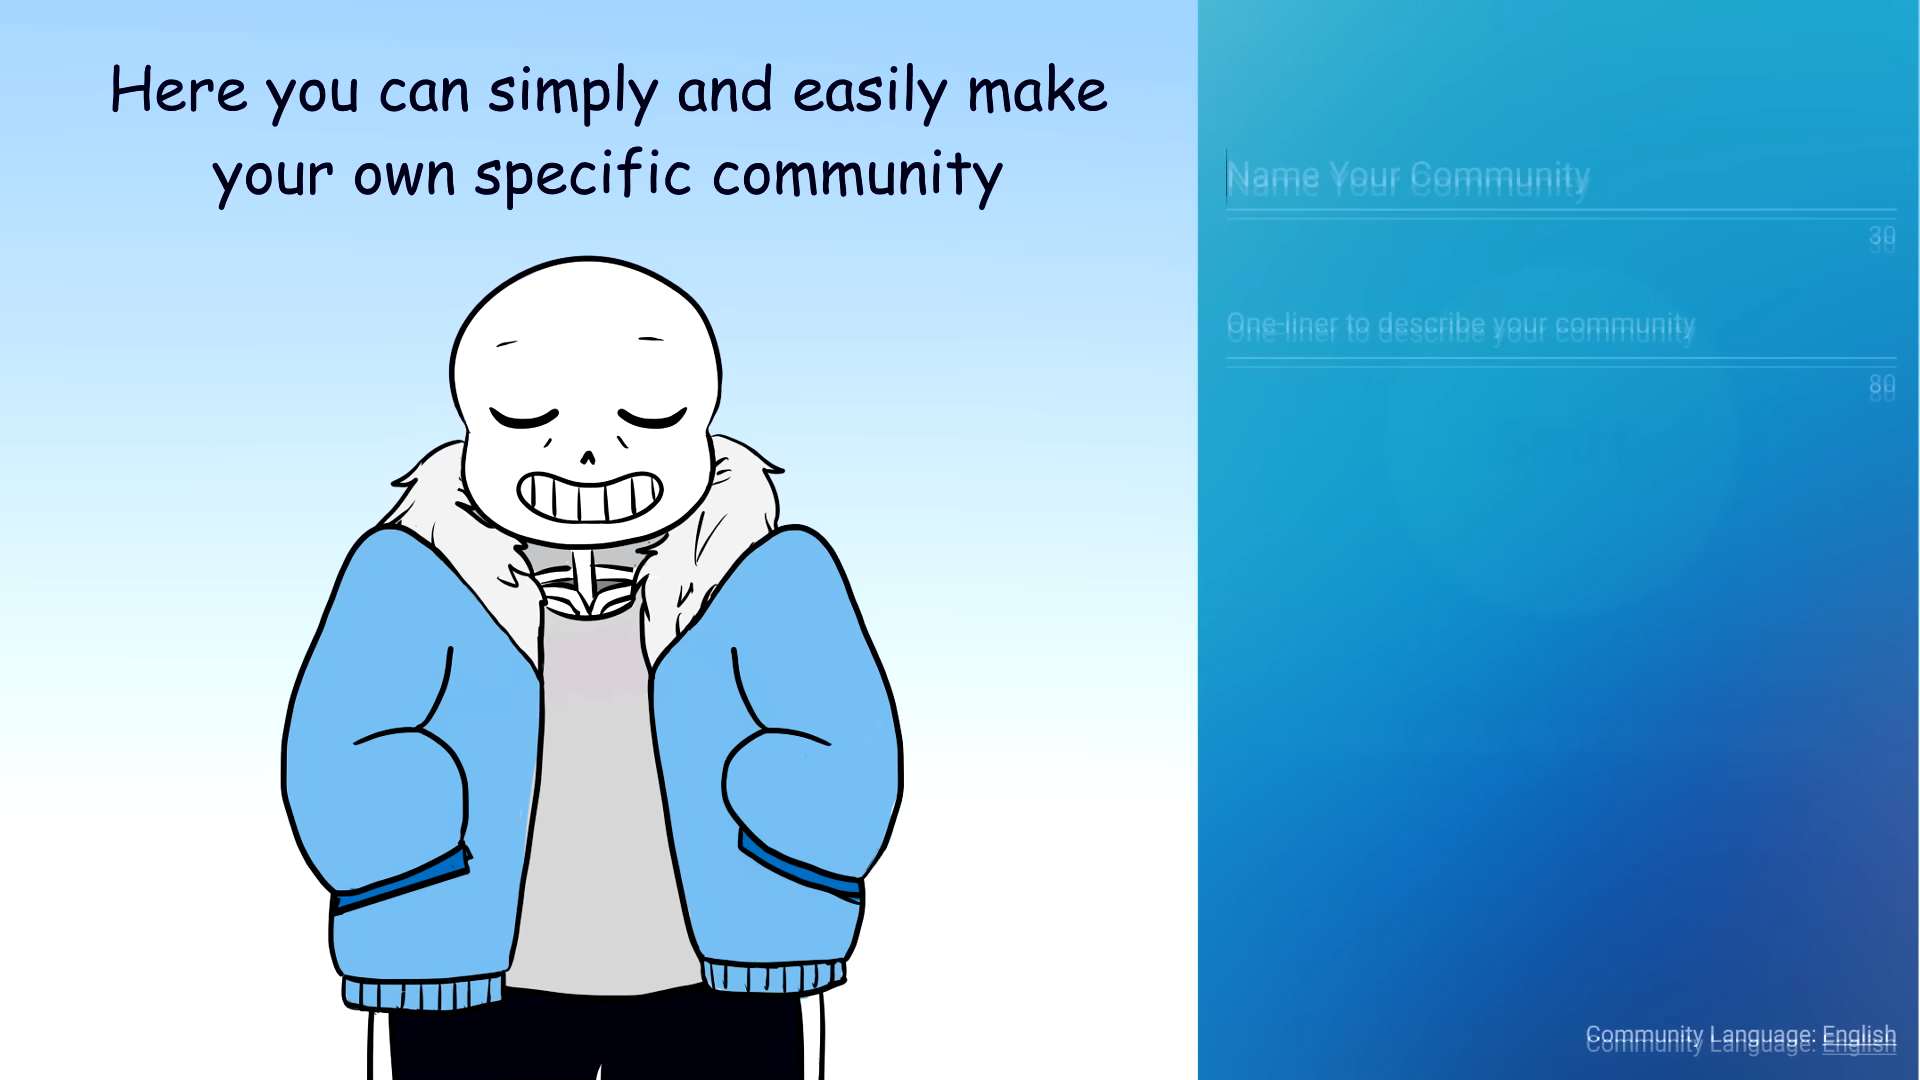 Here you can simply and easily make
your own specific community
Name Your Community
30
One-liner to describe your community
80
Community Language: English